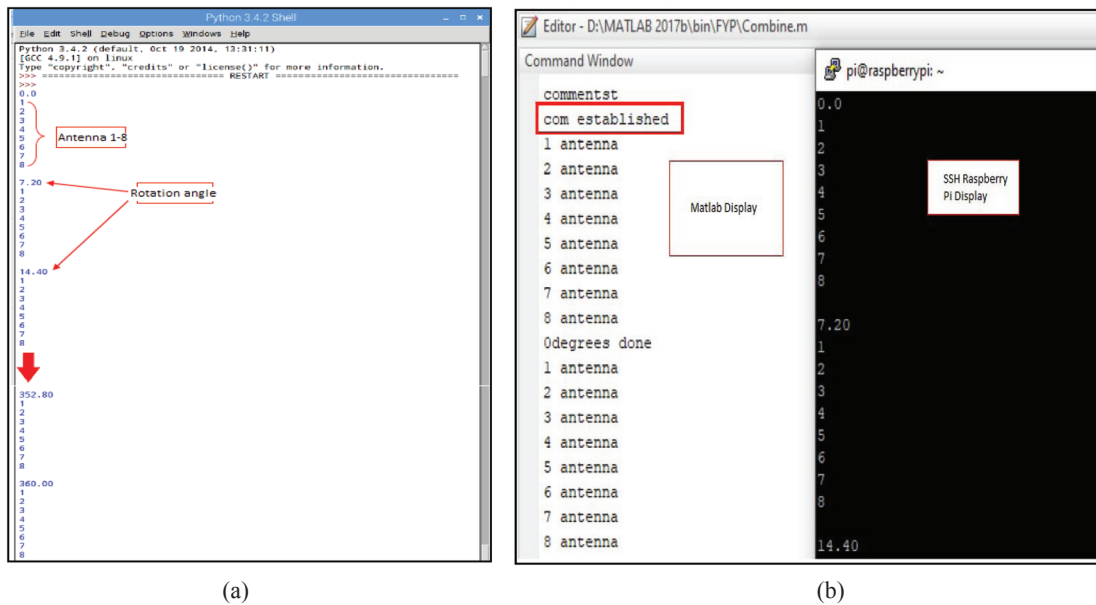 Python 3.4.2 Shell
File Edit Shell Debug Options Windows Help
Python 3.4.2 (default, Oct 19 2014, 13:31:11)
[GCC 4.9.1] on linux
Type "copyright", "credits" or "license()" for more information.
>>> ============================== RESTART ==============================
>>>
0.0
1
2
3
4
5
6
7
8
Antenna 1-8
7.20
Rotation angle
1
2
3
4
5
6
7
8
14.40
1
2
3
4
5
6
7
8
352.80
1
2
3
4
5
6
7
8
360.00
1
2
3
4
5
6
7
8
(a)
Editor - D:\MATLAB 2017b\bin\FYP\Combine.m
Command Window
commentst
com established
1 antenna
2 antenna
3 antenna
4 antenna
5 antenna
6 antenna
7 antenna
8 antenna
0degrees done
1 antenna
2 antenna
3 antenna
4 antenna
5 antenna
6 antenna
7 antenna
8 antenna
Matlab Display
pi@raspberrypi: ~
0.0
1
2
3
4
5
6
7
8
7.20
1
2
3
4
5
6
7
8
14.40
SSH Raspberry
Pi Display
(b)